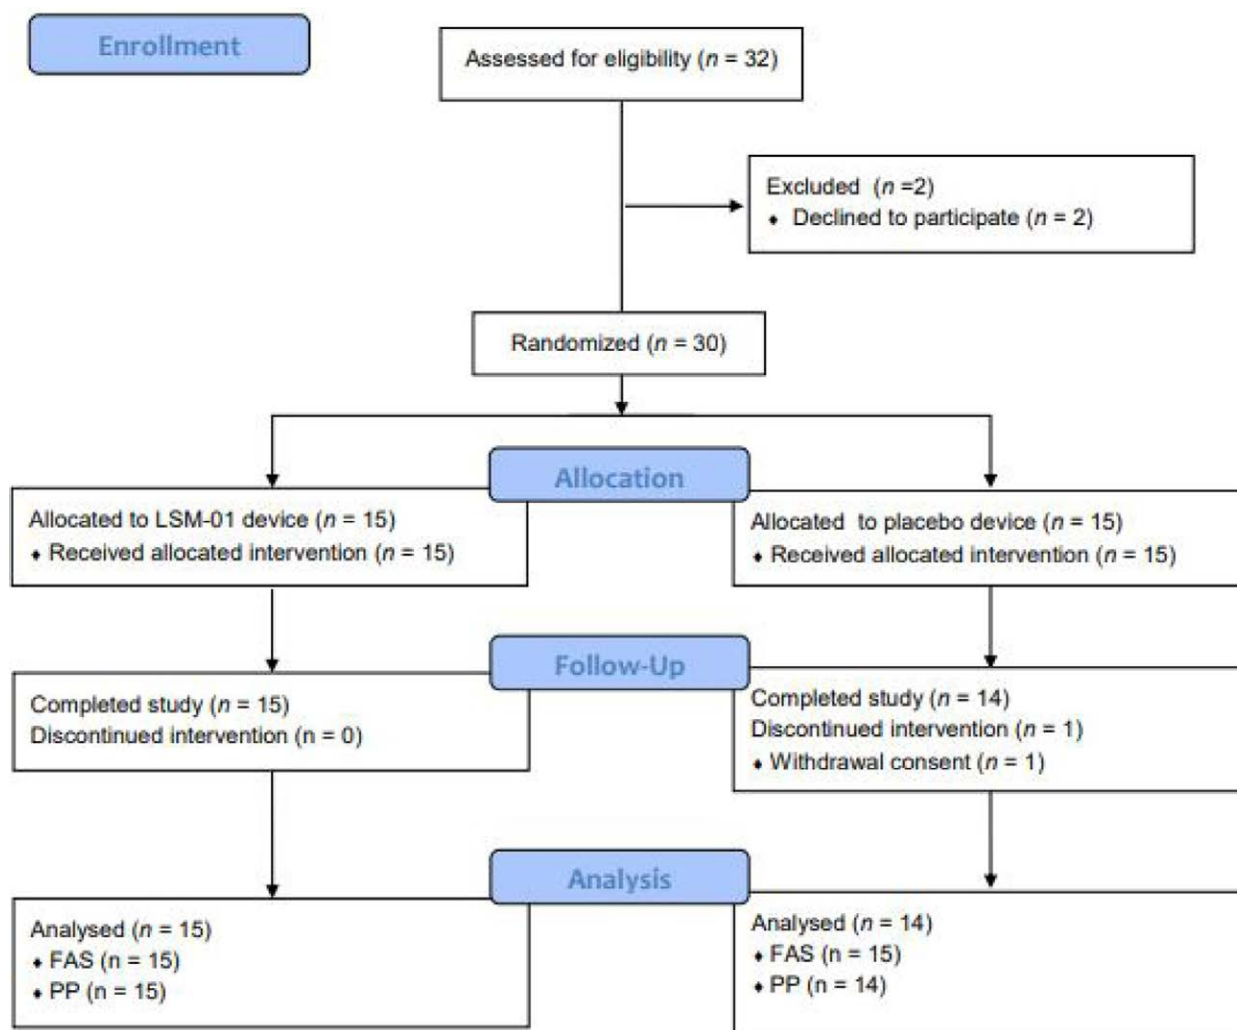 Enrollment
Assessed for eligibility (n = 32)
Excluded (n =2)
♦ Declined to participate (n = 2)
Randomized (n = 30)
Allocation
Allocated to LSM-01 device (n = 15)
♦ Received allocated intervention (n = 15)
Allocated to placebo device (n = 15)
♦ Received allocated intervention (n = 15)
Follow-Up
Completed study (n = 15)
Discontinued intervention (n = 0)
Completed study (n = 14)
Discontinued intervention (n = 1)
♦ Withdrawal consent (n = 1)
Analysis
Analysed (n = 15)
♦ FAS (n = 15)
♦ PP (n = 15)
Analysed (n = 14)
♦ FAS (n = 15)
♦ PP (n = 14)